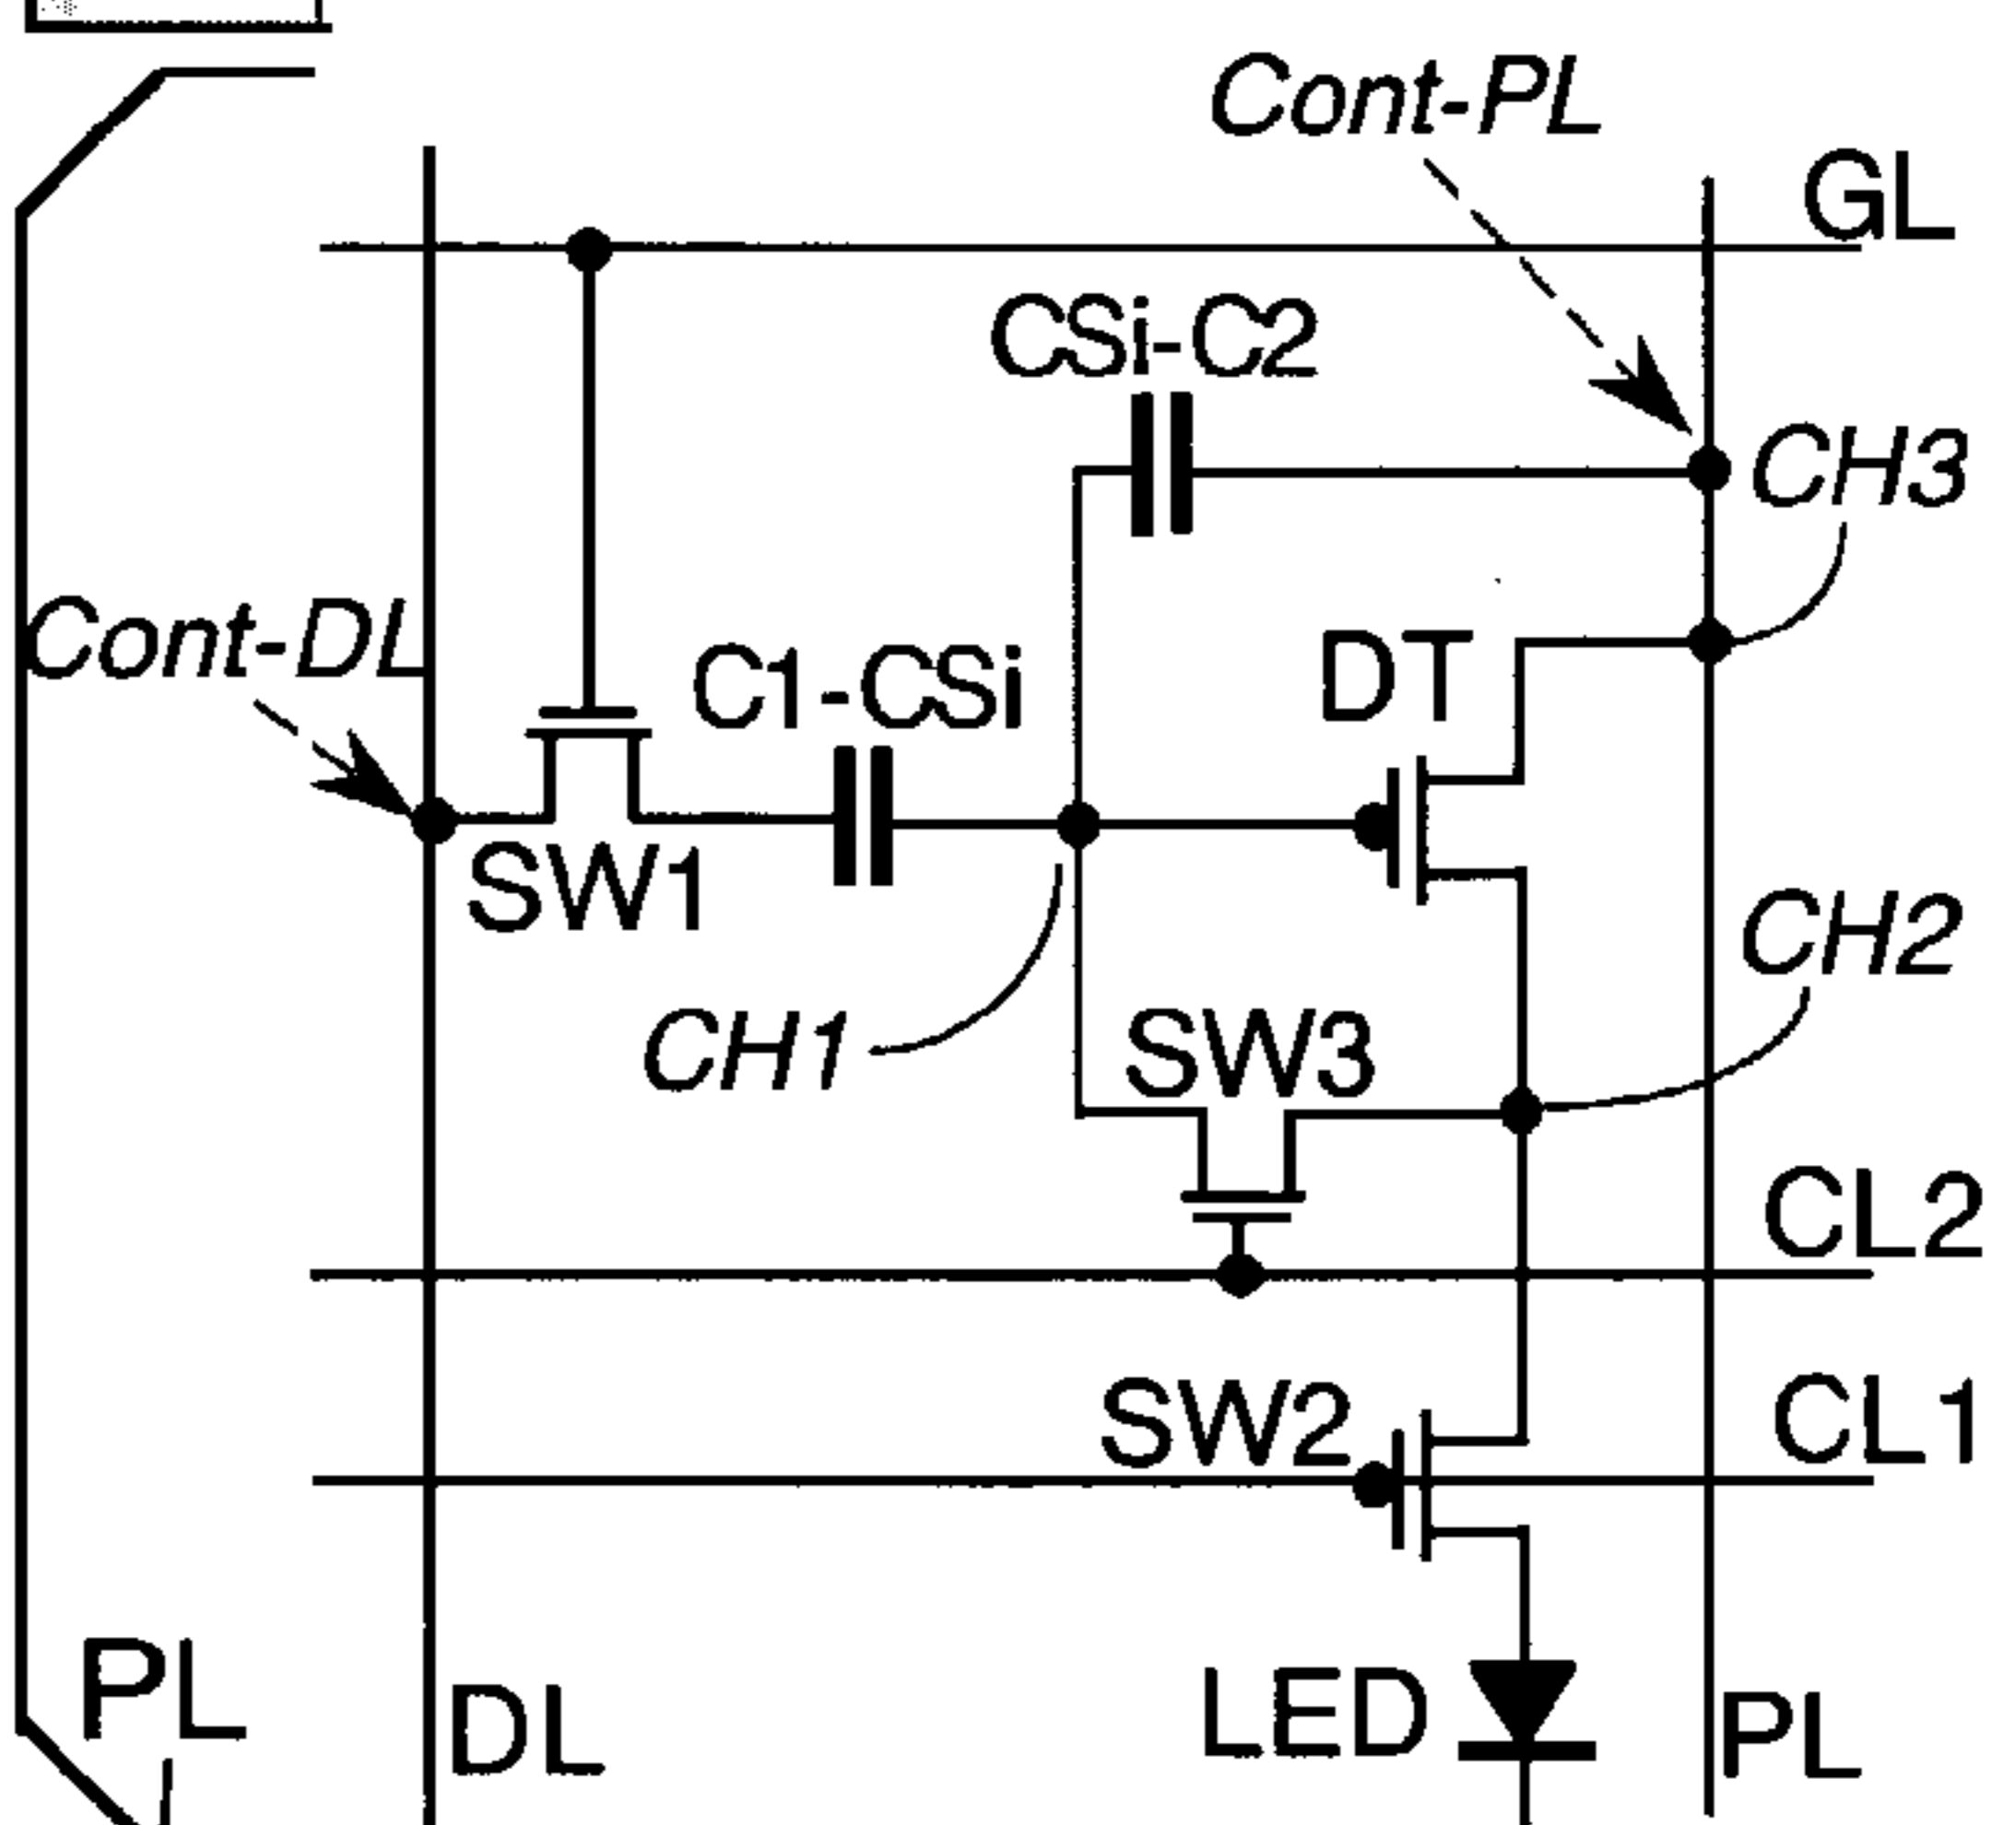 Cont-PL
GL
CSi-C2
CH3
Cont-DL
C1-CSi
DT
SW1
CH2
CH1
SW3
CL2
SW2
CL1
PL
DL
LED
PL